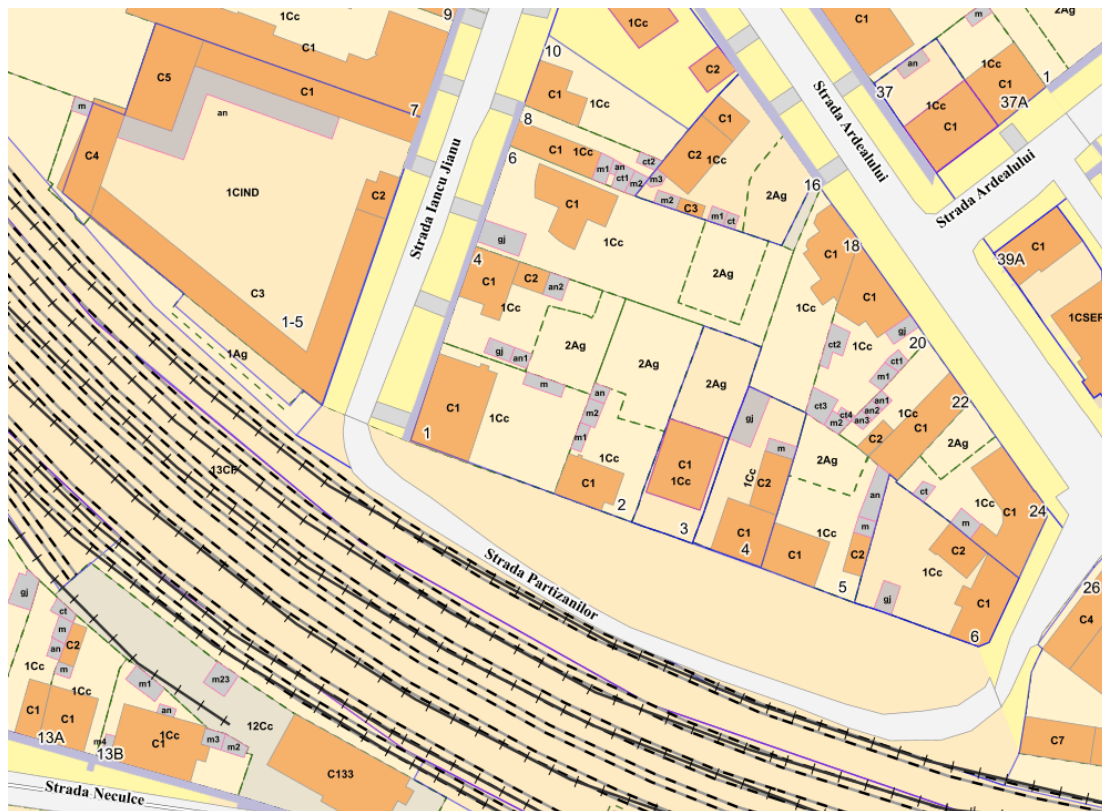 9
1Cc
C1
C1
10
1Cc
C2
C1
1Cc
m
2Ag
1
C5
C1
7
an
m
C4
1CIND
C2
C3
1-5
1Ag
Strada Iancu Jianu
C1
1Cc
8
C1
1Cc
6
m1
an
ct1
m2
ct2
m3
C1
C2
1Cc
2Ag
16
m2
C3
m1
ct
Strada Ardealului
37
an
1Cc
C1
1Cc
C1
37A
Strada Ardealului
C1
39A
1CSER
C1
1Cc
gj
4
C1
C2
an2
1Cc
2Ag
2Ag
2Ag
2Ag
C1
18
C1
1Cc
gj
ct2
1Cc
20
ct1
m1
an1
an2
an3
ct4
m2
ct3
gj
an1
m
an
m2
m1
C1
1Cc
1
C1
2
C1
1Cc
3
gj
m
1Cc
C2
C1
4
2Ag
C2
C1
1Cc
22
2Ag
an
m
C1
1Cc
C2
5
ct
m
1Cc
C1
24
C2
1Cc
gj
C1
6
26
C4
C7
13CF
Strada Partizanilor
gj
ct
m
an
C2
m
1Cc
C1
C1
13A
1Cc
m1
an
m4
13B
C1
1Cc
m3
m2
m23
12Cc
C133
Strada Neculce